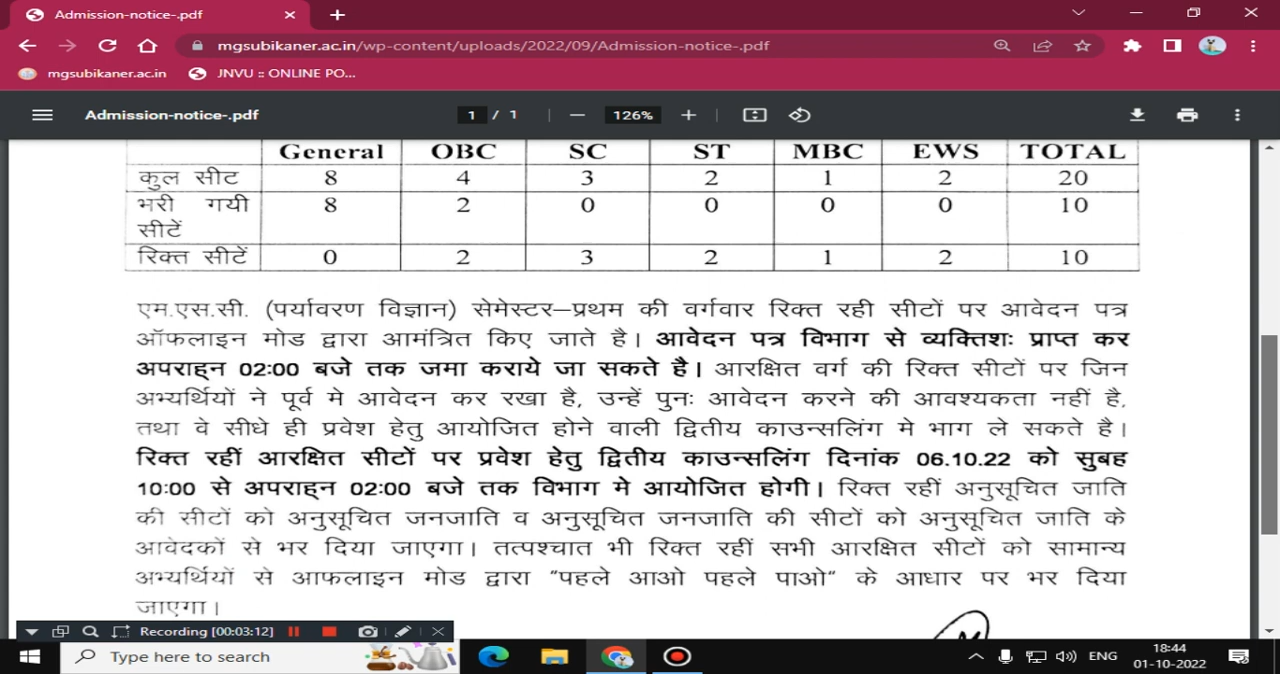 Admission-notice-.pdf
mgsubikaner.ac.in/wp-content/uploads/2022/09/Admission-notice-.pdf
mgsubikaner.ac.in JNVU :: ONLINE PO...
Admission-notice-.pdf 1 / 1 126%
General OBC SC ST MBC EWS TOTAL
कुल सीट 8 4 3 2 1 2 20
भरी गयी सीटें 8 2 0 0 0 0 10
रिक्त सीटें 0 2 3 2 1 2 10
एम.एस.सी. (पर्यावरण विज्ञान) सेमेस्टर–प्रथम की वर्गवार रिक्त रही सीटों पर आवेदन पत्र
ऑफलाइन मोड द्वारा आमंत्रित किए जाते है। आवेदन पत्र विभाग से व्यक्तिशः प्राप्त कर
अपराह्न 02:00 बजे तक जमा कराये जा सकते है। आरक्षित वर्ग की रिक्त सीटों पर जिन
अभ्यर्थियों ने पूर्व मे आवेदन कर रखा है, उन्हें पुनः आवेदन करने की आवश्यकता नहीं है,
तथा वे सीधे ही प्रवेश हेतु आयोजित होने वाली द्वितीय काउन्सलिंग मे भाग ले सकते है।
रिक्त रहीं आरक्षित सीटों पर प्रवेश हेतु द्वितीय काउन्सलिंग दिनांक 06.10.22 को सुबह
10:00 से अपराह्न 02:00 बजे तक विभाग मे आयोजित होगी। रिक्त रहीं अनुसूचित जाति
की सीटों को अनुसूचित जनजाति व अनुसूचित जनजाति की सीटों को अनुसूचित जाति के
आवेदकों से भर दिया जाएगा। तत्पश्चात भी रिक्त रहीं सभी आरक्षित सीटों को सामान्य
अभ्यर्थियों से आफलाइन मोड द्वारा "पहले आओ पहले पाओ" के आधार पर भर दिया
जाएगा।
Recording [00:03:12]
Type here to search
ENG
18:44
01-10-2022